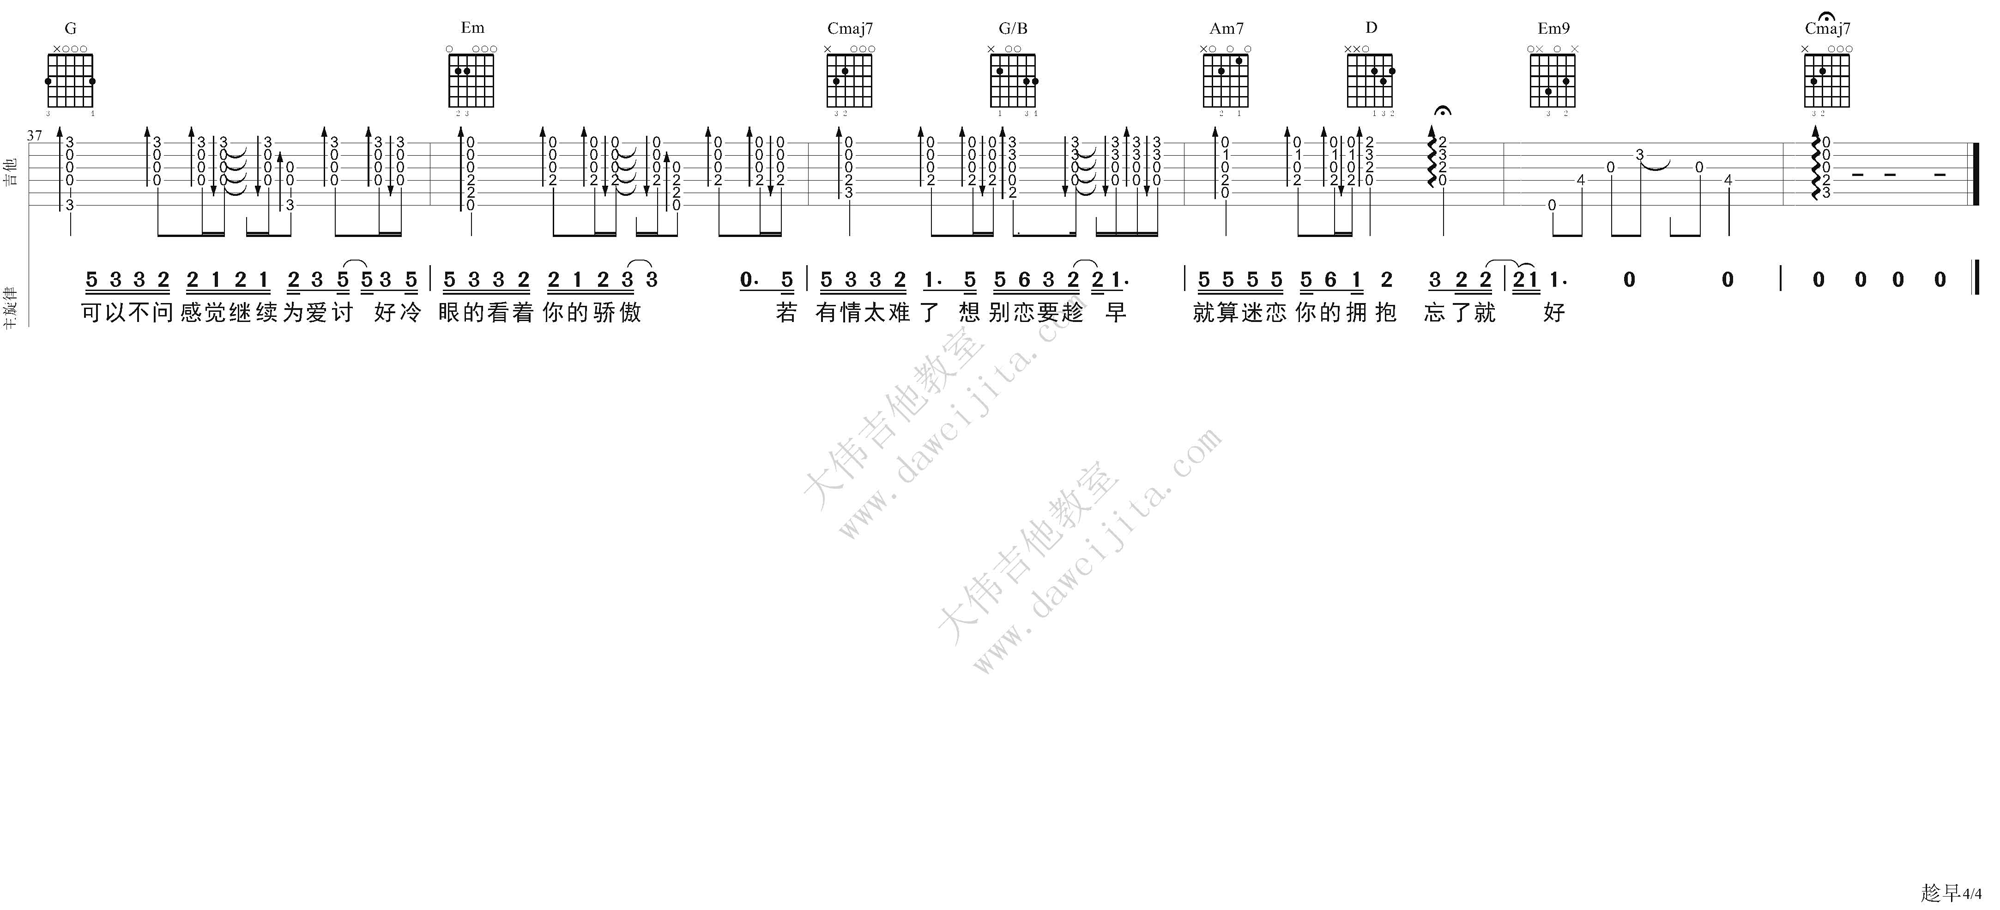 G Em Cmaj7 G/B Am7 D Em9 Cmaj7
37
吉他
主旋律
5 3 3 2 2 1 2 1 2 3 5 5 3 5 | 5 3 3 2 2 1 2 3 3 0. 5 | 5 3 3 2 1. 5 5 6 3 2 2 1. | 5 5 5 5 5 6 1 2 3 2 2 | 2 1 1. 0 0 | 0 0 0 0
可以不问感觉继续为爱讨 好冷 眼的看着你的骄傲 若 有情太难了 想别恋要趁 早 就算迷恋你的拥抱 忘了就 好
大伟吉他教室
www.daweijita.com
大伟吉他教室
www.daweijita.com
趁早4/4